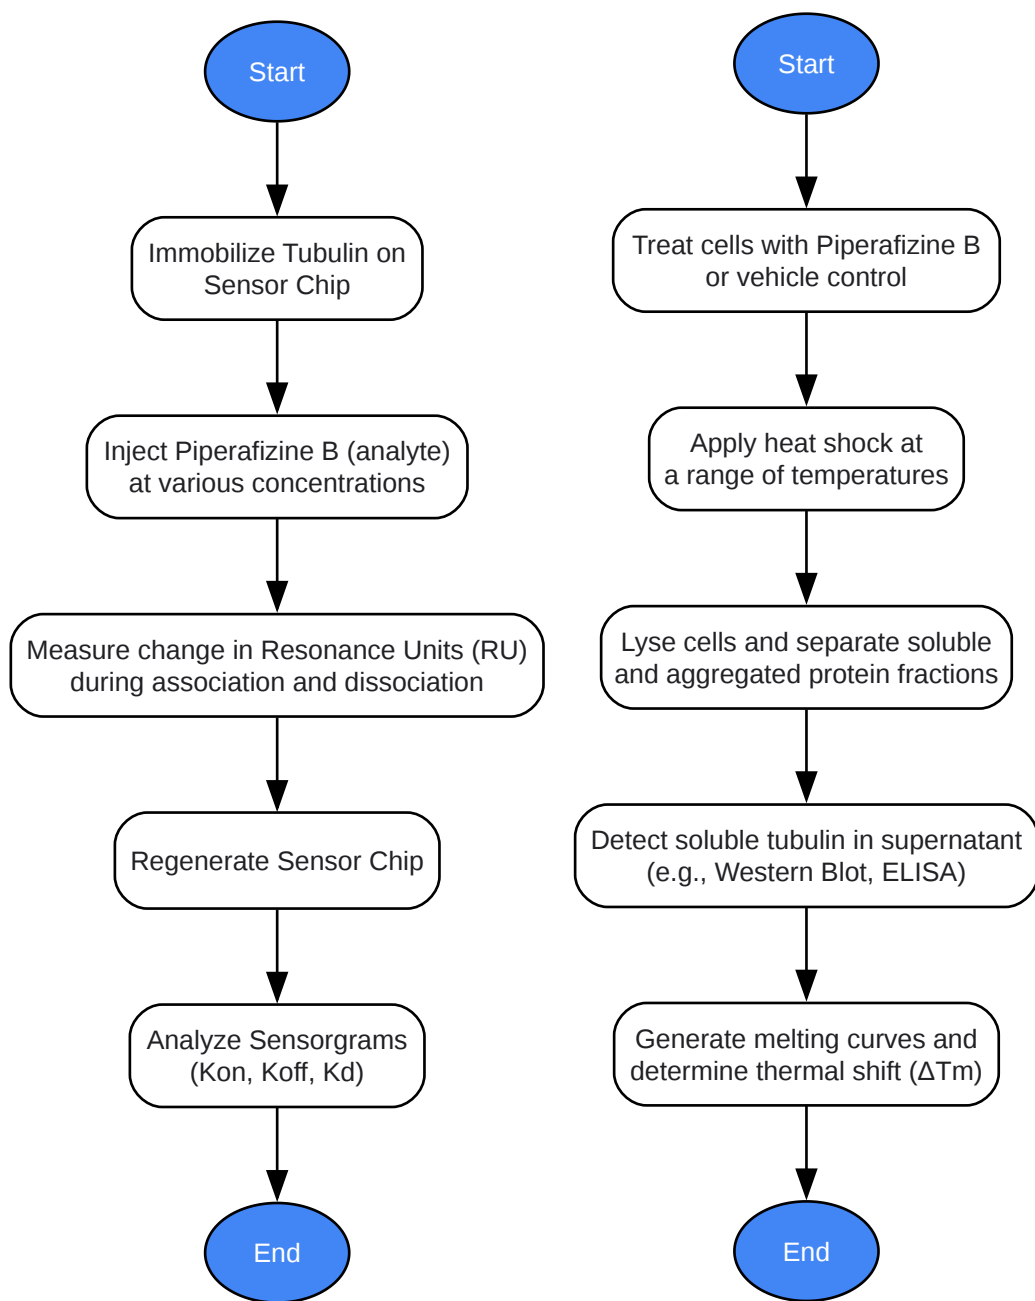 Start
Immobilize Tubulin on
Sensor Chip
Inject Piperafizine B (analyte)
at various concentrations
Measure change in Resonance Units (RU)
during association and dissociation
Regenerate Sensor Chip
Analyze Sensorgrams
(Kon, Koff, Kd)
End
Start
Treat cells with Piperafizine B
or vehicle control
Apply heat shock at
a range of temperatures
Lyse cells and separate soluble
and aggregated protein fractions
Detect soluble tubulin in supernatant
(e.g., Western Blot, ELISA)
Generate melting curves and
determine thermal shift (ΔTm)
End